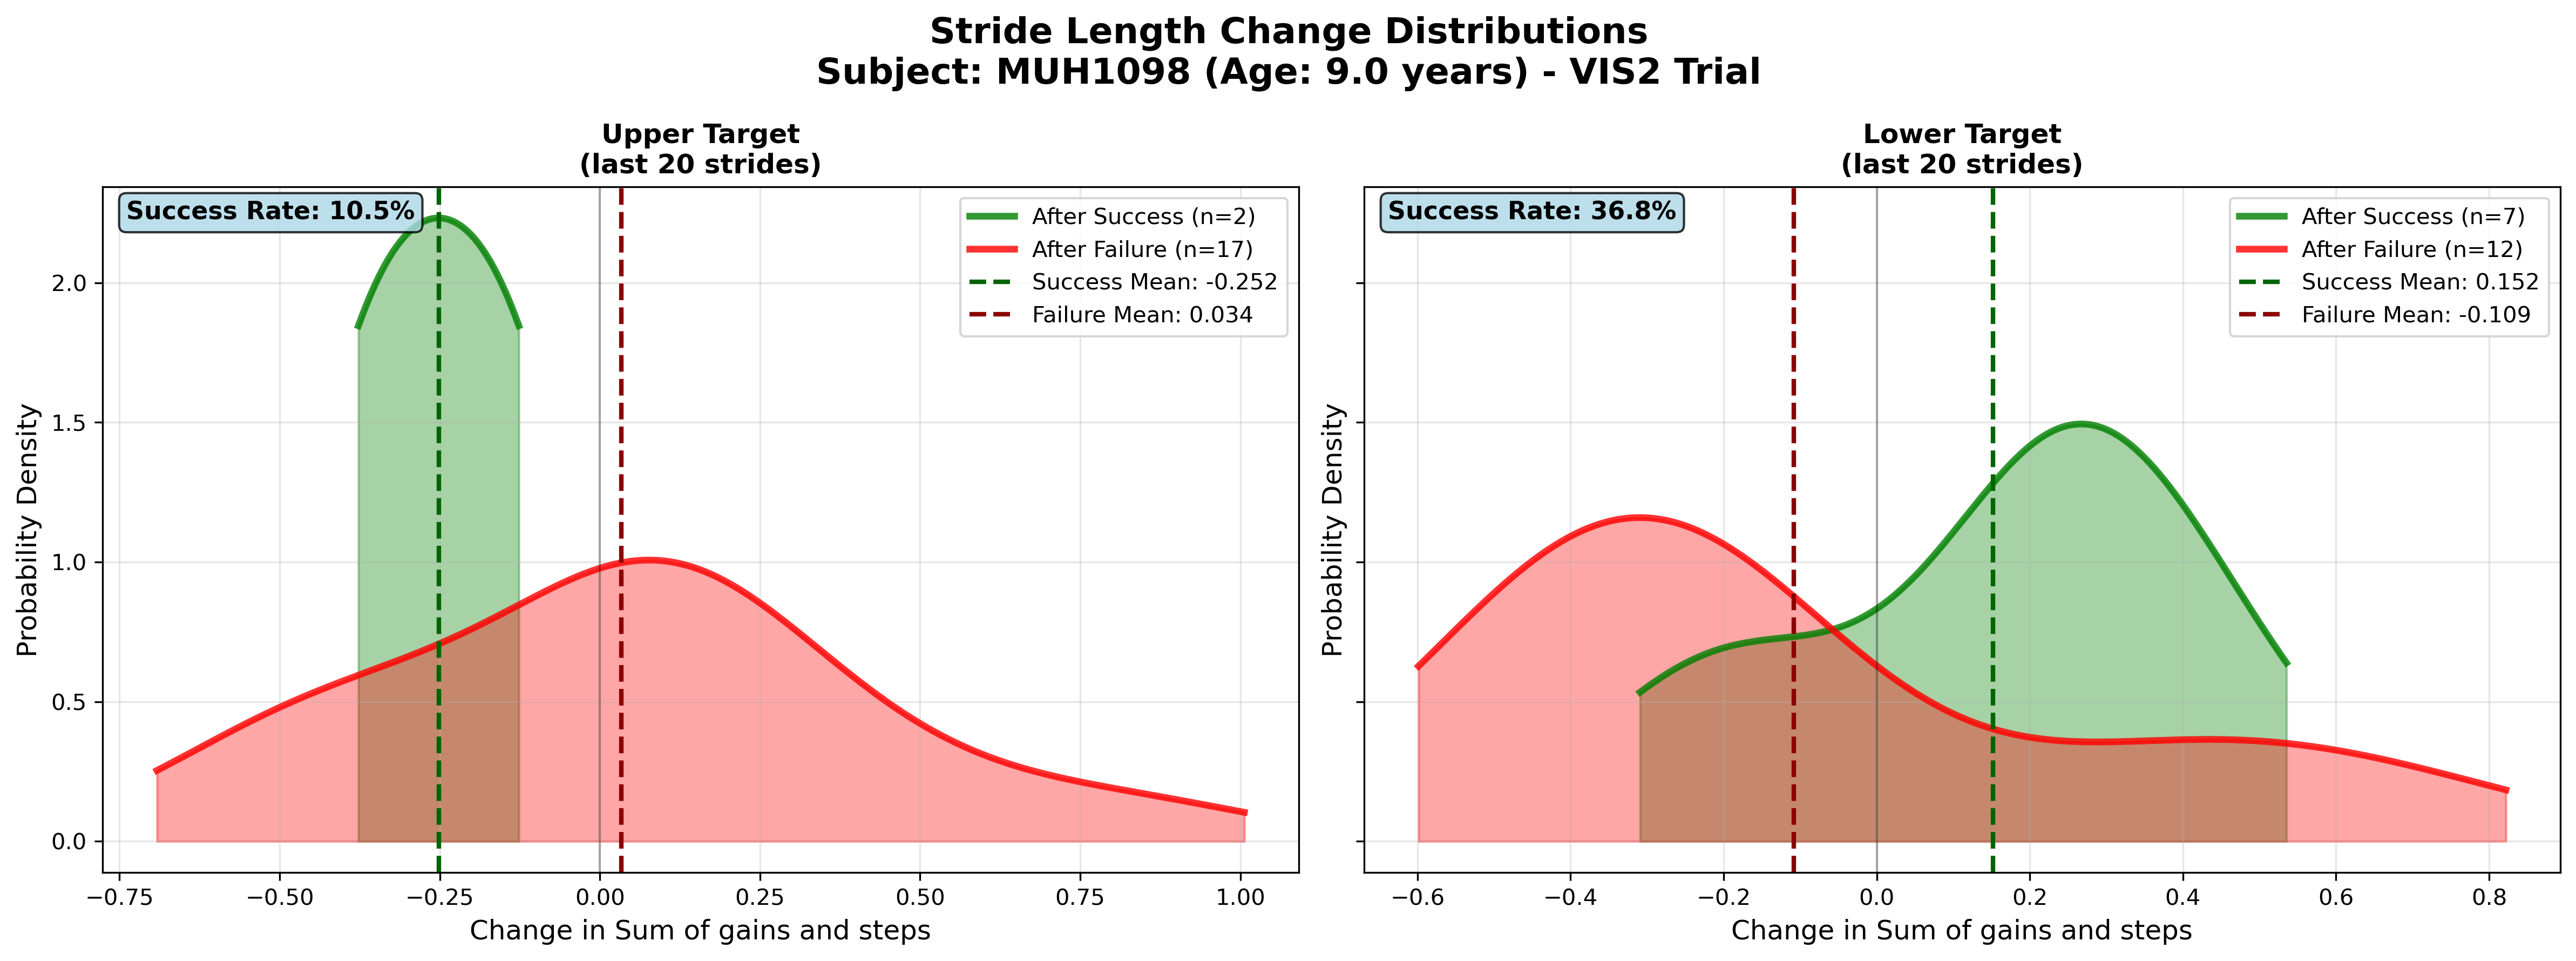 Stride Length Change Distributions
Subject: MUH1098 (Age: 9.0 years) - VIS2 Trial
Upper Target
(last 20 strides)
Success Rate: 10.5%
After Success (n=2)
After Failure (n=17)
Success Mean: -0.252
Failure Mean: 0.034
Probability Density
2.0
1.5
1.0
0.5
0.0
−0.75
−0.50
−0.25
0.00
0.25
0.50
0.75
1.00
Change in Sum of gains and steps
Lower Target
(last 20 strides)
Success Rate: 36.8%
After Success (n=7)
After Failure (n=12)
Success Mean: 0.152
Failure Mean: -0.109
Probability Density
−0.6
−0.4
−0.2
0.0
0.2
0.4
0.6
0.8
Change in Sum of gains and steps